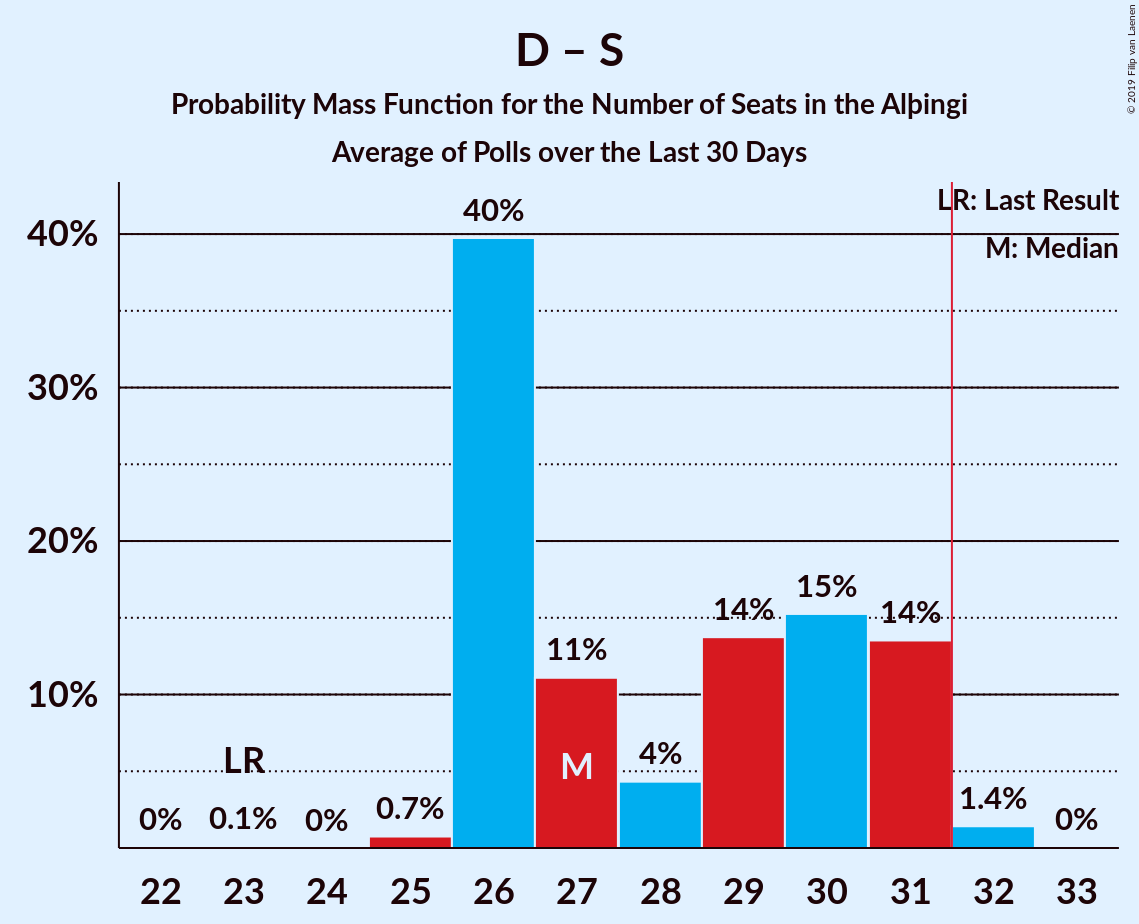 D – S
Probability Mass Function for the Number of Seats in the Alþingi
Average of Polls over the Last 30 Days
© 2019 Filip van Laenen
LR: Last Result
M: Median
40%
30%
20%
10%
0%
0.1%
0%
0.7%
40%
11%
4%
14%
15%
14%
1.4%
0%
LR
M
22 23 24 25 26 27 28 29 30 31 32 33